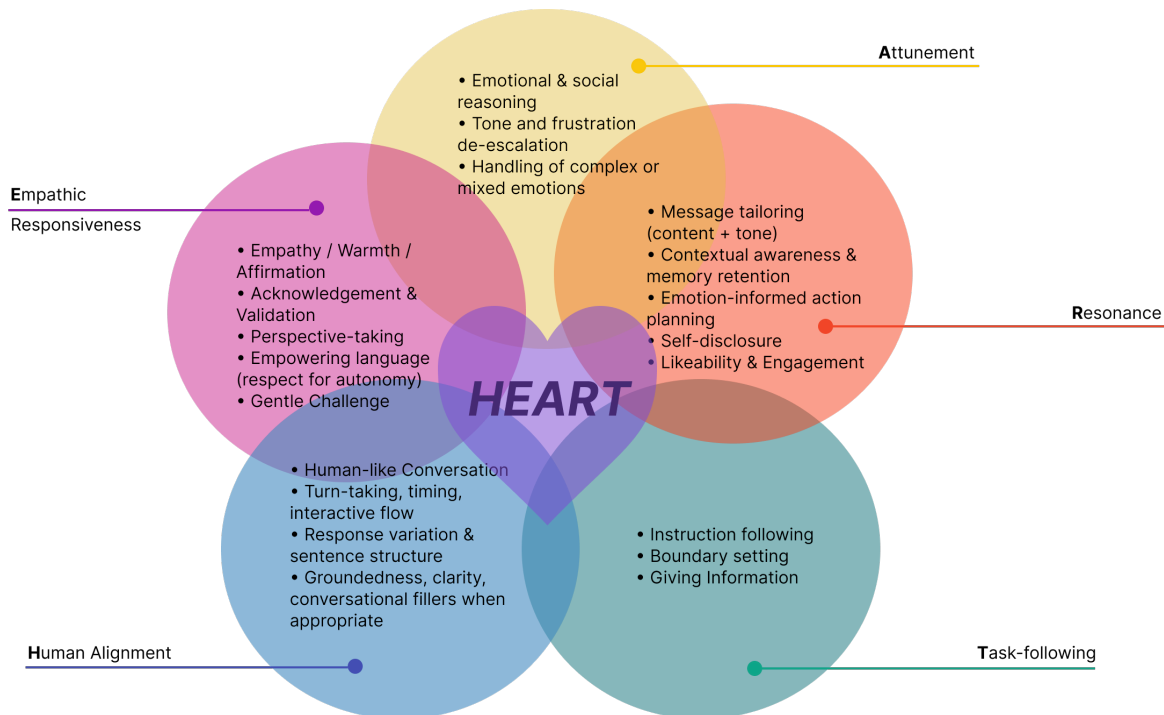 Attunement
• Emotional & social
reasoning
• Tone and frustration
de-escalation
• Handling of complex or
mixed emotions
Empathic
Responsiveness
• Empathy / Warmth /
Affirmation
• Acknowledgement &
Validation
• Perspective-taking
• Empowering language
(respect for autonomy)
• Gentle Challenge
• Message tailoring
(content + tone)
• Contextual awareness &
memory retention
• Emotion-informed action
planning
• Self-disclosure
• Likeability & Engagement
Resonance
HEART
• Human-like Conversation
• Turn-taking, timing,
interactive flow
• Response variation &
sentence structure
• Groundedness, clarity,
conversational fillers when
appropriate
Human Alignment
• Instruction following
• Boundary setting
• Giving Information
Task-following